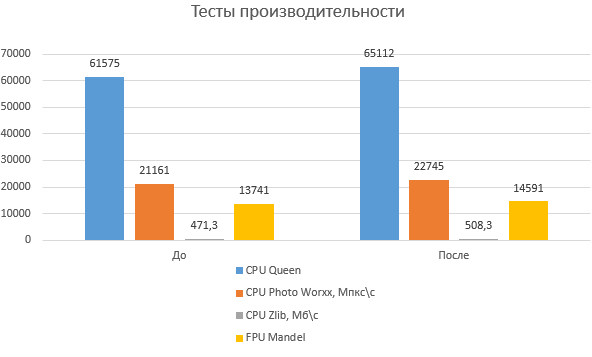 Тесты производительности
70000
60000
50000
40000
30000
20000
10000
0
61575
21161
471,3
13741
65112
22745
508,3
14591
До
После
CPU Queen
CPU Photo Worxx, Мпкс\с
CPU Zlib, Мб\с
FPU Mandel